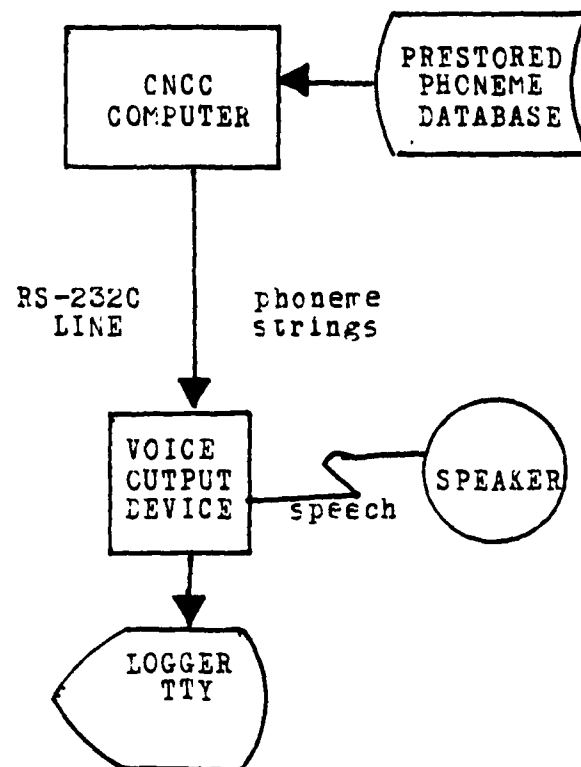 CNCC
COMPUTER
PRESTORED
PHONEME
DATABASE
RS-232C
LINE
phoneme
strings
VOICE
OUTPUT
DEVICE
speech
SPEAKER
LOGGER
TTY